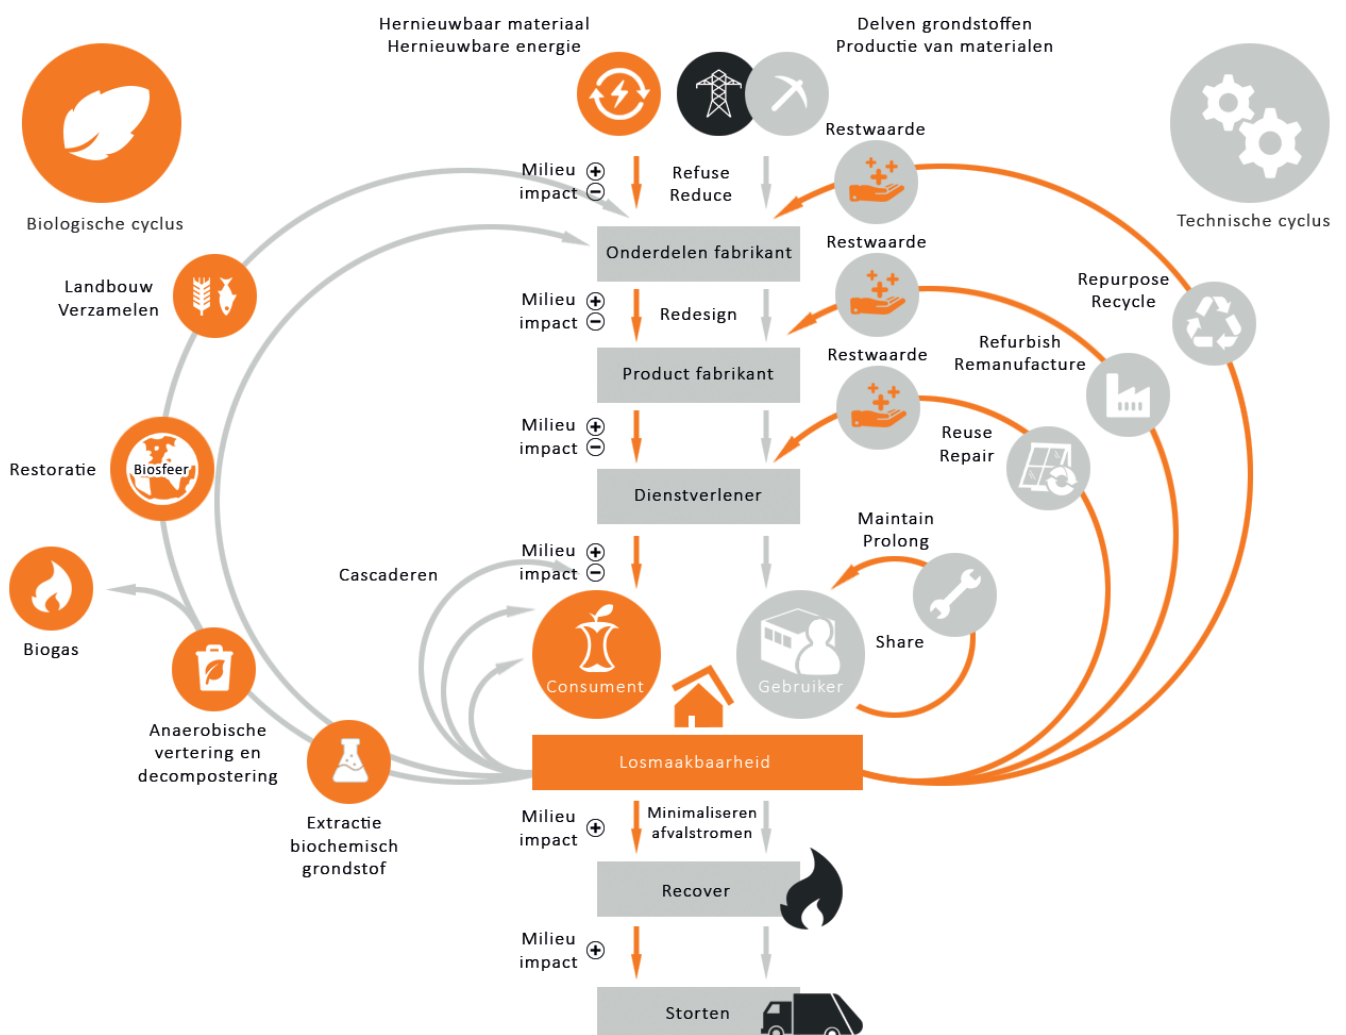 Hernieuwbaar materiaal
Hernieuwbare energie
Delven grondstoffen
Productie van materialen
Biologische cyclus
Technische cyclus
Restwaarde
Milieu +
impact −
Refuse
Reduce
Onderdelen fabrikant
Restwaarde
Landbouw
Verzamelen
Milieu +
impact −
Redesign
Repurpose
Recycle
Product fabrikant
Restwaarde
Refurbish
Remanufacture
Milieu +
impact −
Reuse
Repair
Restoratie
Biosfeer
Dienstverlener
Milieu +
impact −
Maintain
Prolong
Cascaderen
Biogas
Share
Consument
Gebruiker
Anaerobische
vertering en
decompostering
Losmaakbaarheid
Extractie
biochemisch
grondstof
Milieu
impact +
Minimaliseren
afvalstromen
Recover
Milieu
impact +
Storten